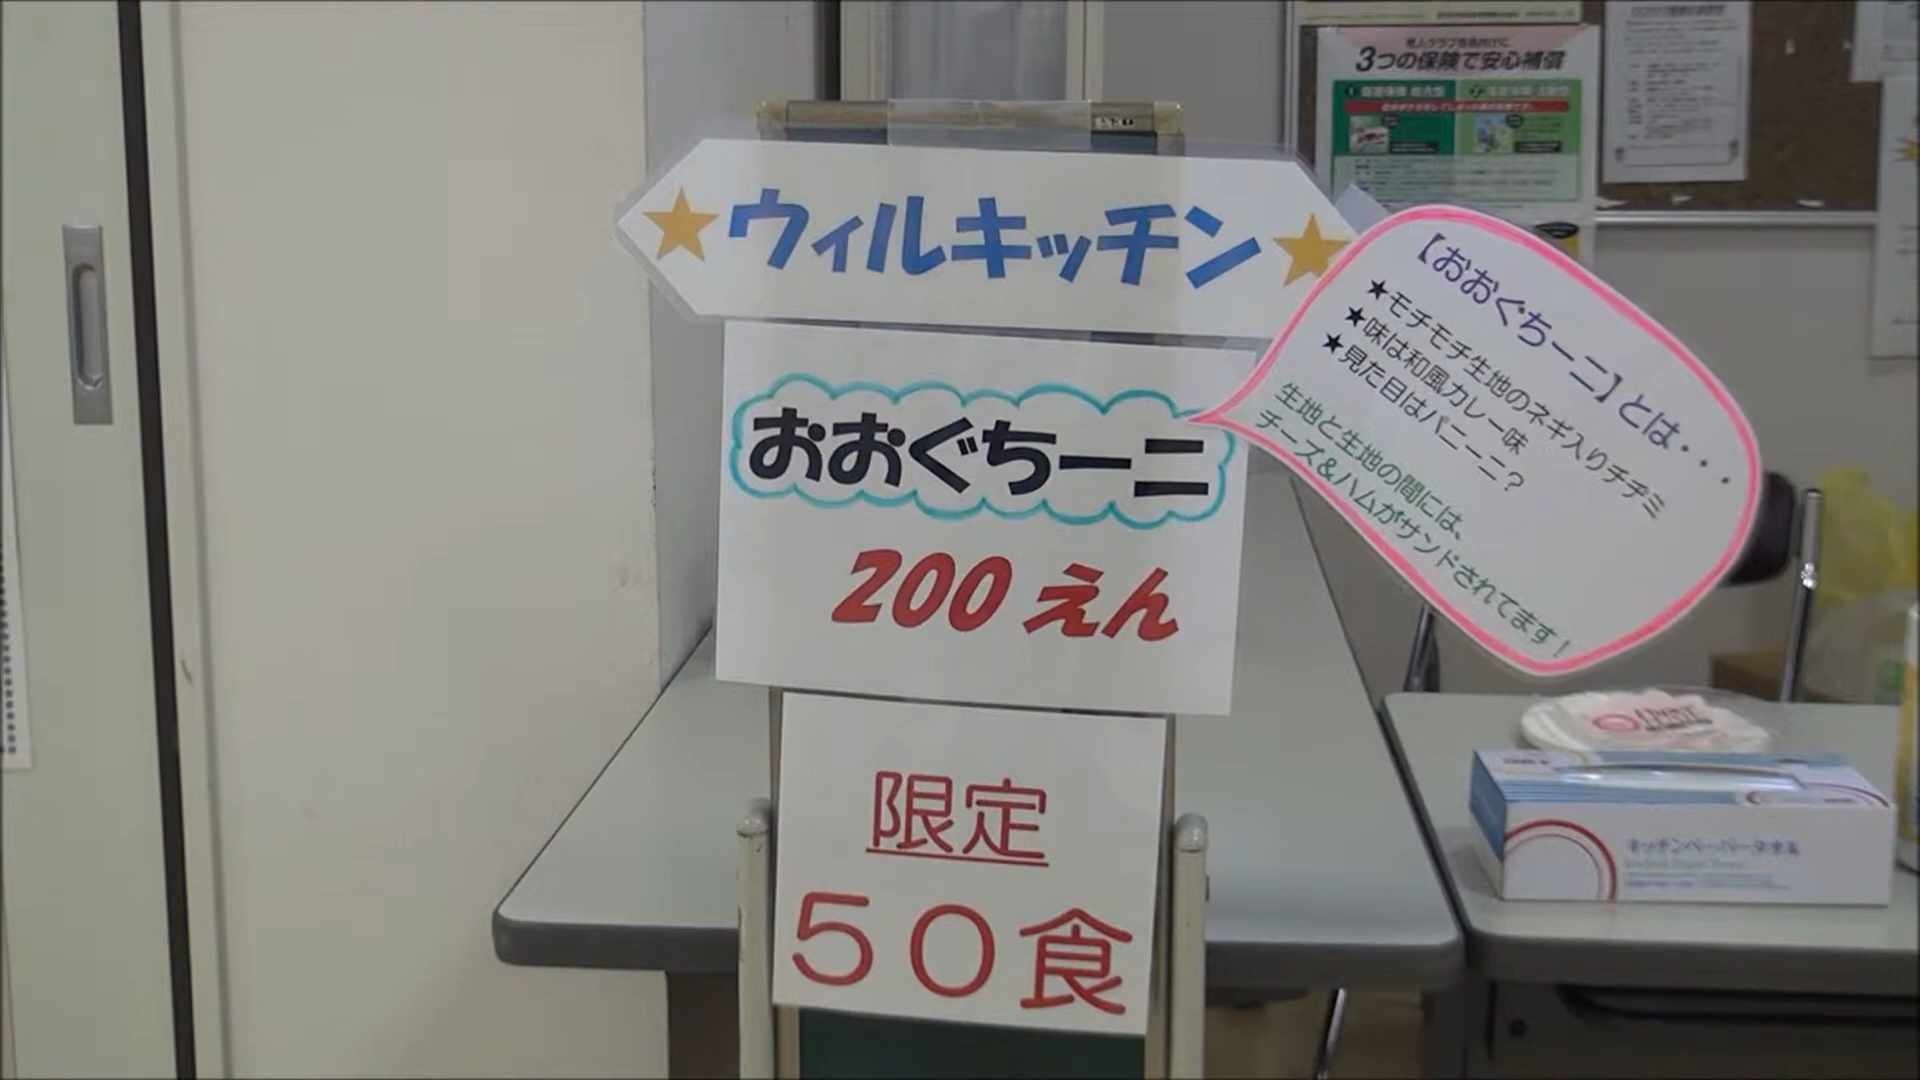 ウィルキッチン
おおぐちーニ
200えん
限定
50食
【おおぐちーニ】とは・・・
★モチモチ生地のネギ入りチヂミ
★味は和風カレー味
★見た目はパニーニ？
生地と生地の間には、
チーズ&ハムがサンドされてます！
3つの保険で安心補償
キッチンペーパータオル